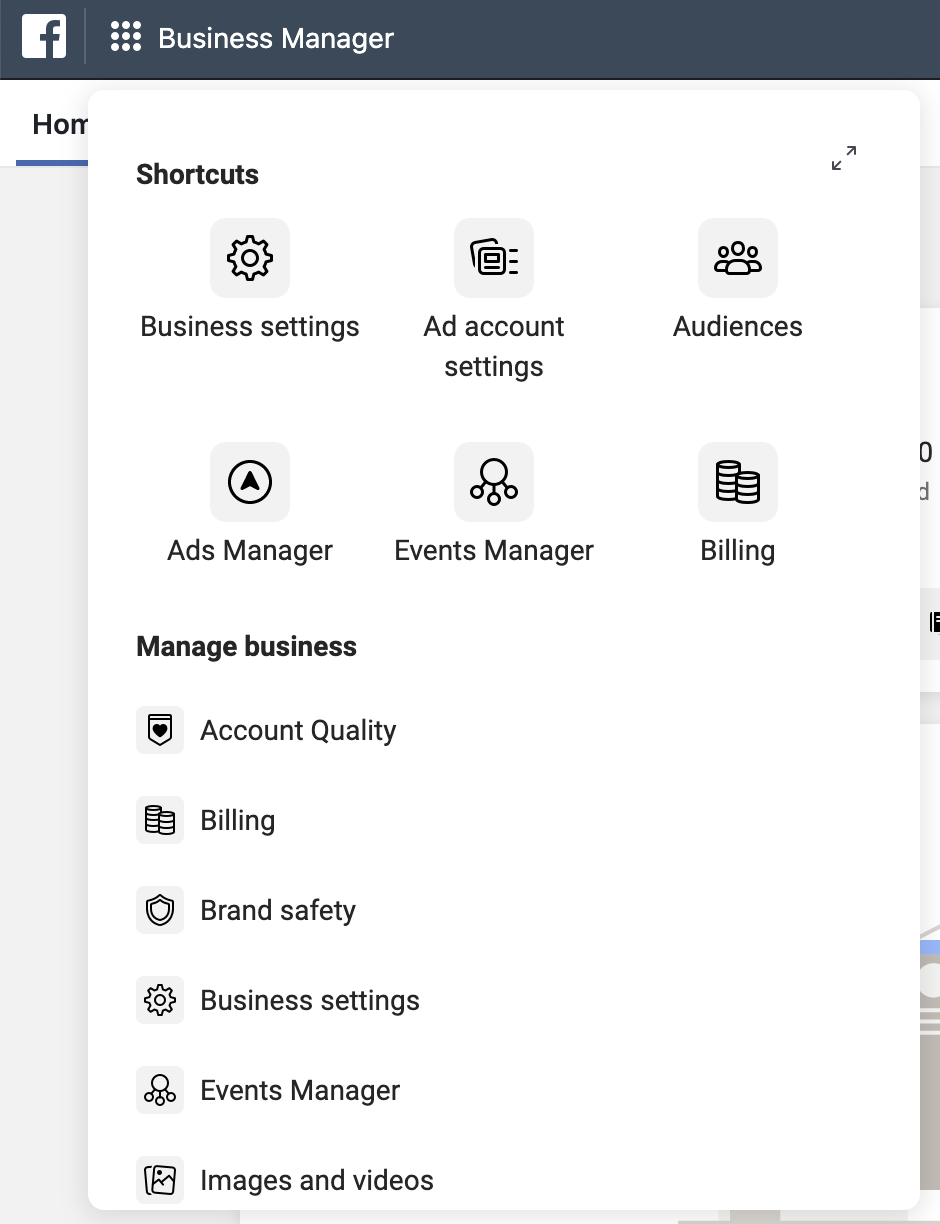 Business Manager
Hom
Shortcuts
Business settings
Ad account
settings
Audiences
Ads Manager
Events Manager
Billing
Manage business
Account Quality
Billing
Brand safety
Business settings
Events Manager
Images and videos
0
d